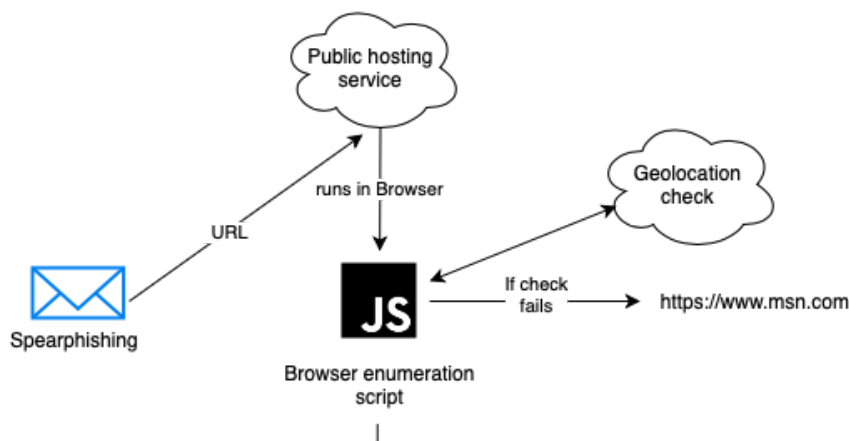 Public hosting
service
runs in Browser
Geolocation
check
URL
Spearphishing
JS
If check
fails
https://www.msn.com
Browser enumeration
script